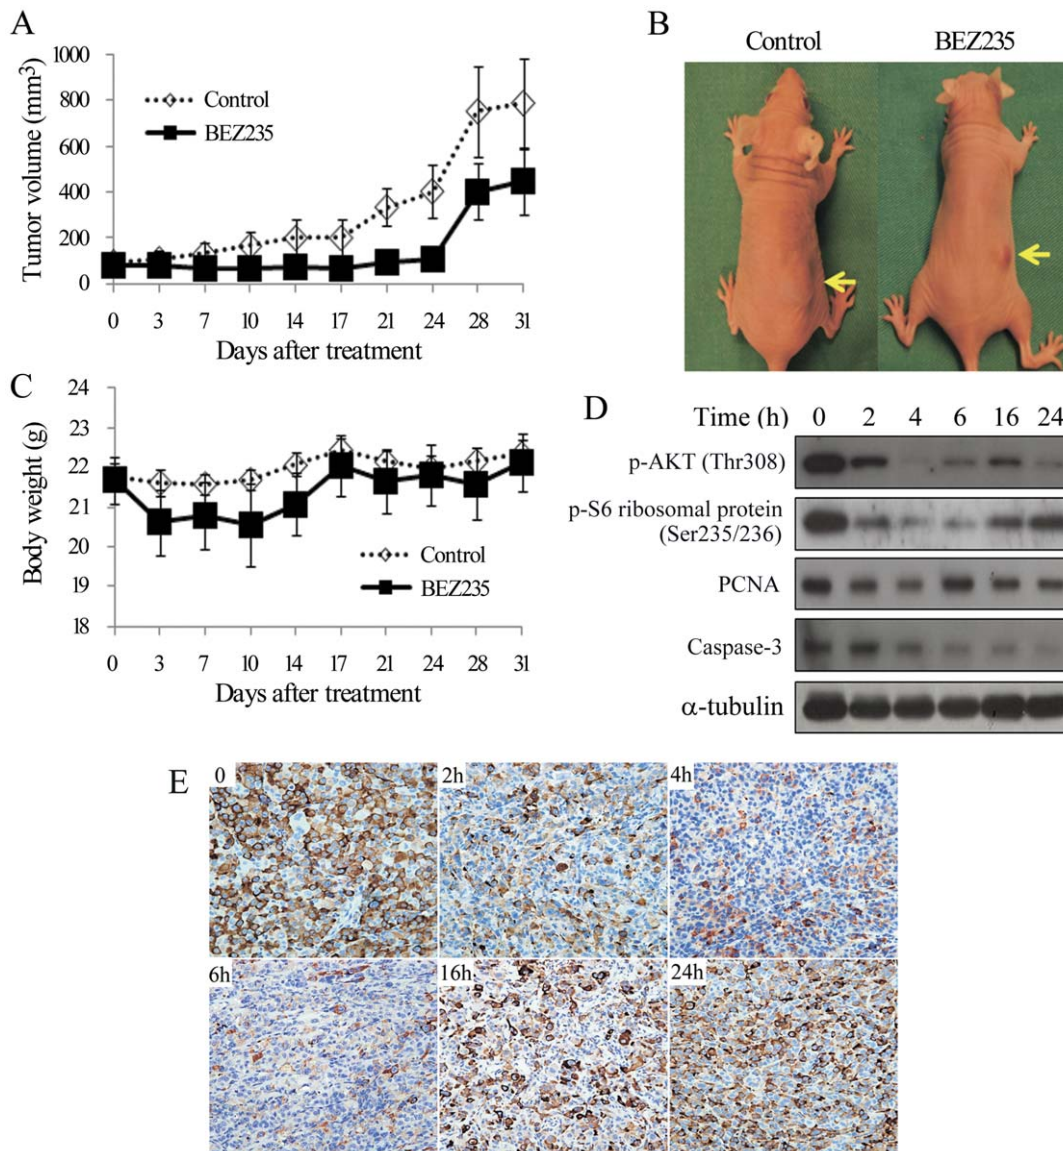 A
Tumor volume (mm³)
1000
800
600
400
200
0
Control
BEZ235
0 3 7 10 14 17 21 24 28 31
Days after treatment
B
Control BEZ235
C
Body weight (g)
24
23
22
21
20
19
18
Control
BEZ235
0 3 7 10 14 17 21 24 28 31
Days after treatment
D
Time (h) 0 2 4 6 16 24
p-AKT (Thr308)
p-S6 ribosomal protein
(Ser235/236)
PCNA
Caspase-3
α-tubulin
E
0 2h 4h
6h 16h 24h